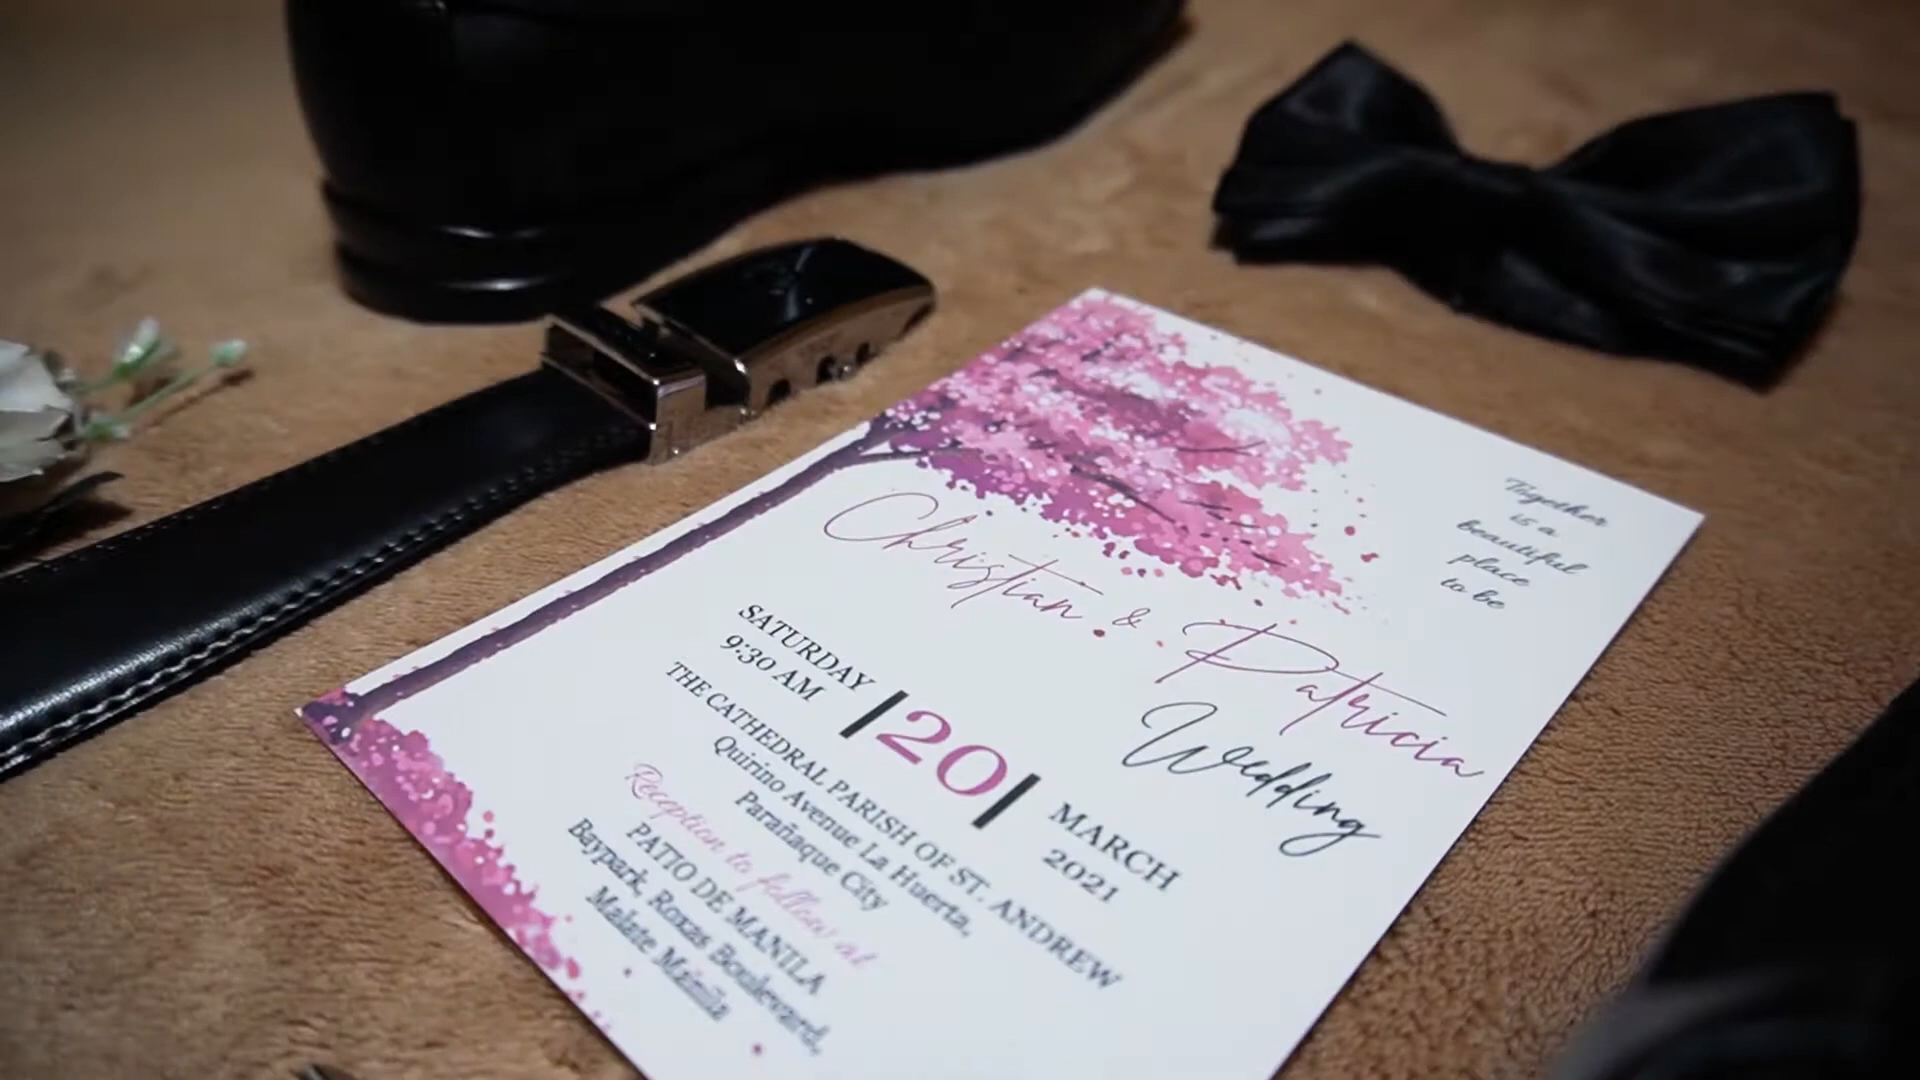 Together
is a
beautiful
place
to be
Christian & Patricia
Wedding
SATURDAY
9:30 AM
|20|
MARCH
2021
THE CATHEDRAL PARISH OF ST. ANDREW
Quirino Avenue La Huerta,
Parañaque City
Reception to follow at
PATIO DE MANILA
Baypark, Roxas Boulevard,
Malate Manila